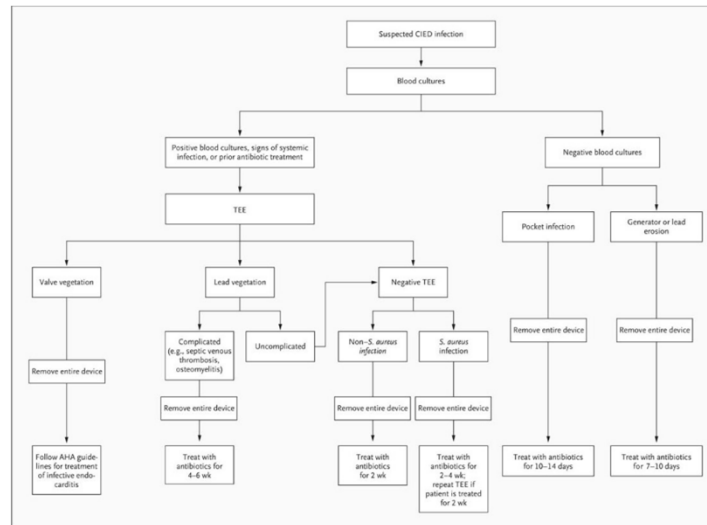 Suspected CIED infection
Blood cultures
Positive blood cultures, signs of systemic
infection, or prior antibiotic treatment
Negative blood cultures
TEE
Pocket infection
Generator or lead
erosion
Valve vegetation
Lead vegetation
Negative TEE
Complicated
(e.g., septic venous
thrombosis,
osteomyelitis)
Uncomplicated
Non–S. aureus
infection
S. aureus
infection
Remove entire device
Remove entire device
Remove entire device
Remove entire device
Remove entire device
Remove entire device
Follow AHA guide-
lines for treatment
of infective endo-
carditis
Treat with
antibiotics for
4–6 wk
Treat with
antibiotics
for 2 wk
Treat with
antibiotics for
2–4 wk;
repeat TEE if
patient is treated
for 2 wk
Treat with antibiotics
for 10–14 days
Treat with antibiotics
for 7–10 days